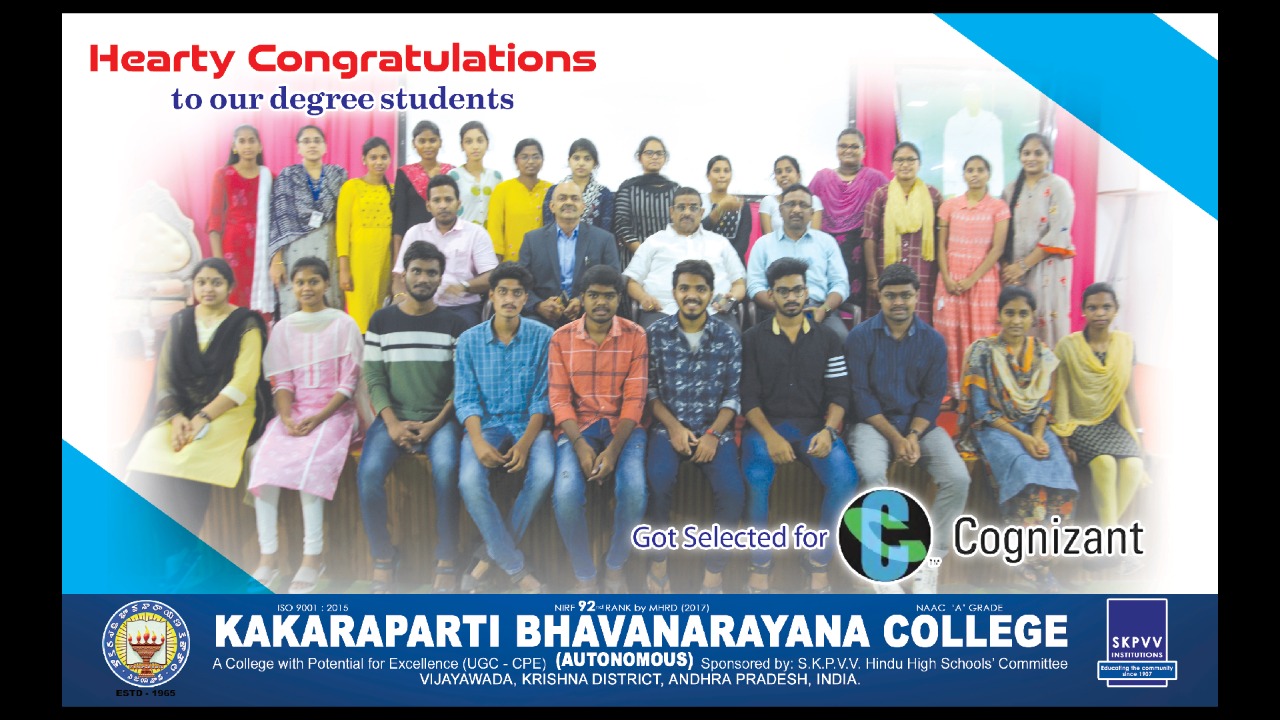 Hearty Congratulations
to our degree students
Got Selected for
Cognizant
TM
ISO 9001 : 2015
NIRF 92nd RANK by MHRD (2017)
NAAC 'A' GRADE
KAKARAPARTI BHAVANARAYANA COLLEGE
A College with Potential for Excellence (UGC - CPE) (AUTONOMOUS) Sponsored by: S.K.P.V.V. Hindu High Schools' Committee
VIJAYAWADA, KRISHNA DISTRICT, ANDHRA PRADESH, INDIA.
ESTD - 1965
SKPVV
INSTITUTIONS
Educating the community
since 1907